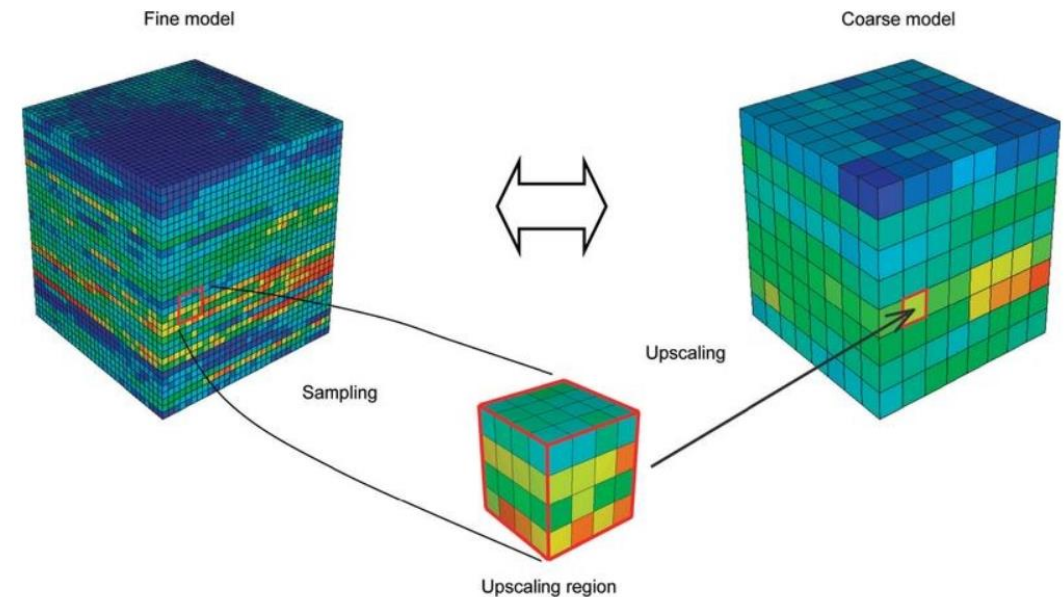 Fine model
Coarse model
Upscaling
Sampling
Upscaling region